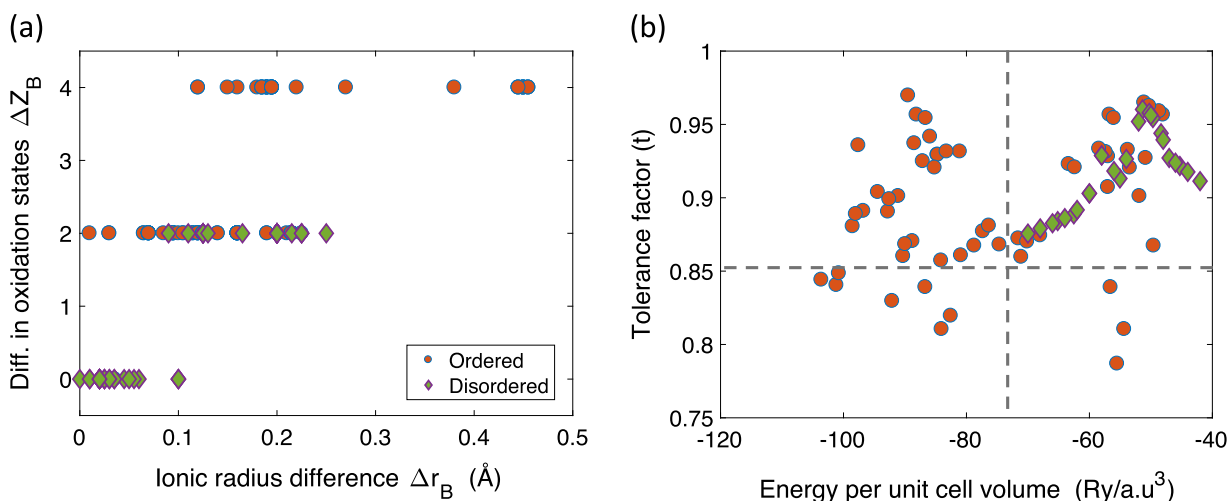 (a)
Diff. in oxidation states ΔZ_B
4
3
2
1
0
Ordered
Disordered
0 0.1 0.2 0.3 0.4 0.5
Ionic radius difference Δr_B (Å)
(b)
Tolerance factor (t)
1
0.95
0.9
0.85
0.8
0.75
-120 -100 -80 -60 -40
Energy per unit cell volume (Ry/a.u³)